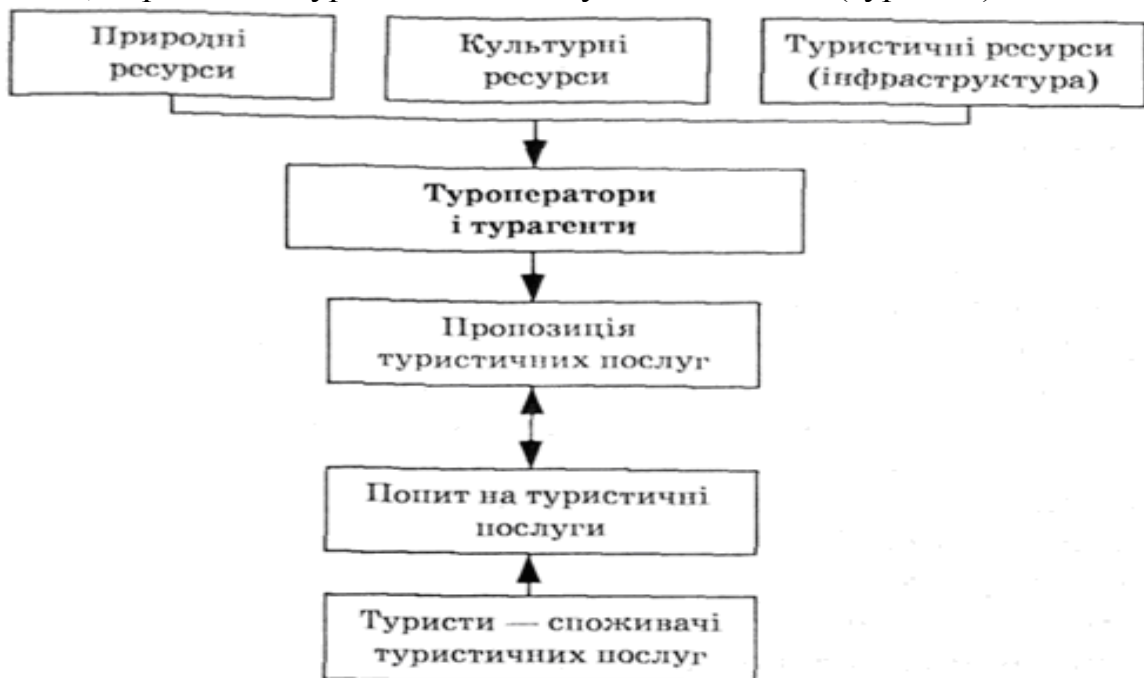 Природні
ресурси
Культурні
ресурси
Туристичні ресурси
(інфраструктура)
Туроператори
і турагенти
Пропозиція
туристичних послуг
Попит на туристичні
послуги
Туристи — споживачі
туристичних послуг